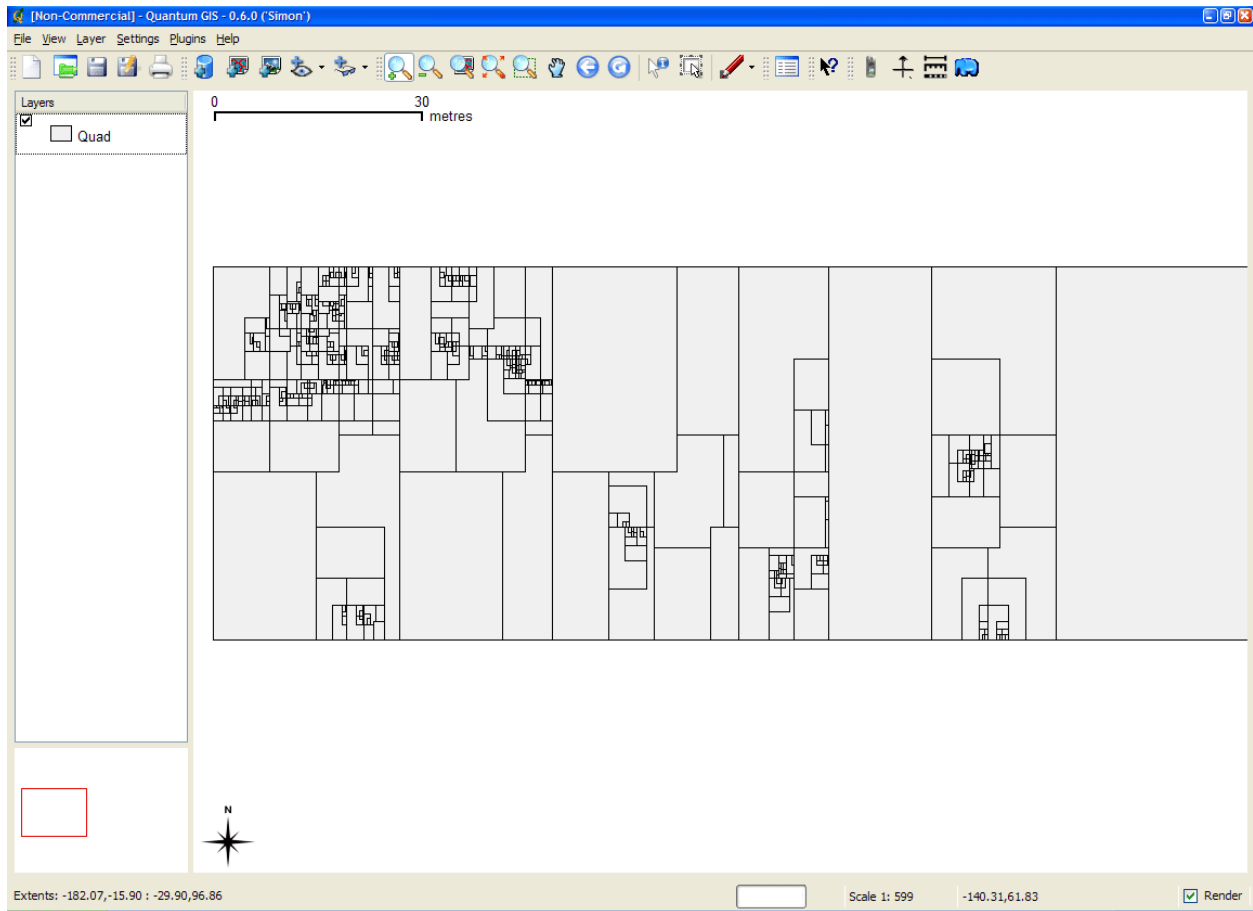 [Non-Commercial] - Quantum GIS - 0.6.0 ('Simon')
File View Layer Settings Plugins Help
Layers
Quad
0 30
metres
N
Extents: -182.07,-15.90 : -29.90,96.86
Scale 1: 599
-140.31,61.83
Render